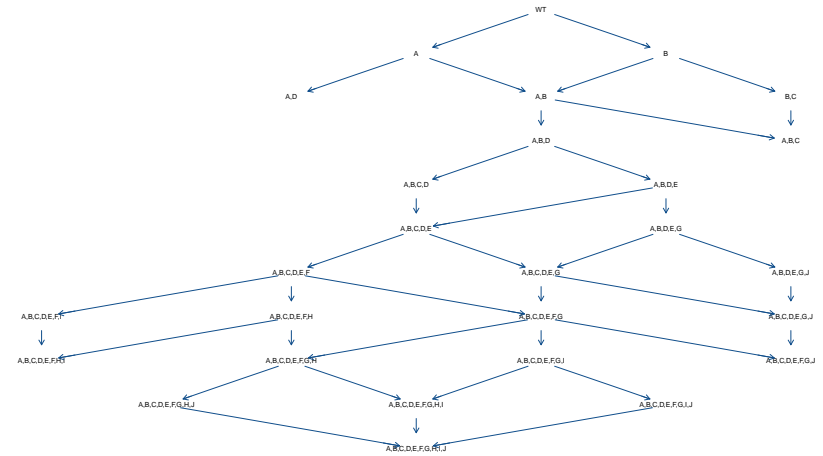 WT
A
B
A,D
A,B
B,C
A,B,D
A,B,C
A,B,C,D
A,B,D,E
A,B,C,D,E
A,B,D,E,G
A,B,C,D,E,F
A,B,C,D,E,G
A,B,D,E,G,J
A,B,C,D,E,F,I
A,B,C,D,E,F,H
A,B,C,D,E,F,G
A,B,C,D,E,G,J
A,B,C,D,E,F,H,I
A,B,C,D,E,F,G,H
A,B,C,D,E,F,G,I
A,B,C,D,E,F,G,J
A,B,C,D,E,F,G,H,J
A,B,C,D,E,F,G,H,I
A,B,C,D,E,F,G,I,J
A,B,C,D,E,F,G,H,I,J